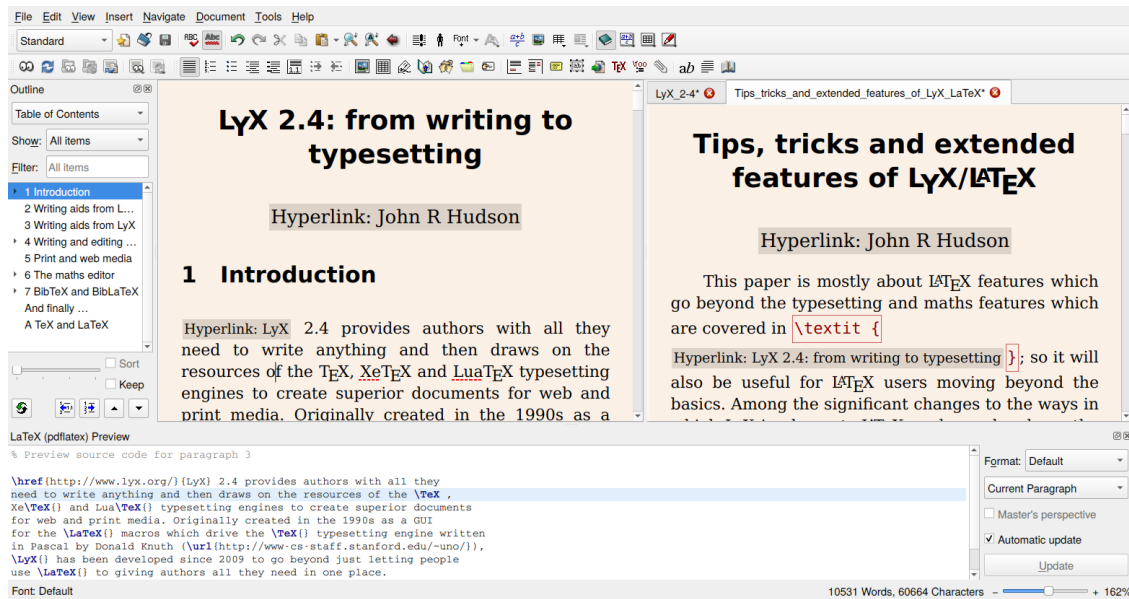 File Edit View Insert Navigate Document Tools Help
Standard
Font
Outline
Table of Contents
Show: All items
Filter: All items
1 Introduction
2 Writing aids from L...
3 Writing aids from LyX
4 Writing and editing ...
5 Print and web media
6 The maths editor
7 BibTeX and BibLaTeX
And finally ...
A TeX and LaTeX
Sort
Keep
LyX 2.4: from writing to
typesetting
Hyperlink: John R Hudson
1 Introduction
Hyperlink: LyX 2.4 provides authors with all they
need to write anything and then draws on the
resources of the TeX, XeTeX and LuaTeX typesetting
engines to create superior documents for web and
print media. Originally created in the 1990s as a
LyX_2-4*
Tips_tricks_and_extended_features_of_LyX_LaTeX*
Tips, tricks and extended
features of LyX/LATEX
Hyperlink: John R Hudson
This paper is mostly about LATEX features which
go beyond the typesetting and maths features which
are covered in \textit {
Hyperlink: LyX 2.4: from writing to typesetting }; so it will
also be useful for LATEX users moving beyond the
basics. Among the significant changes to the ways in
LaTeX (pdflatex) Preview
% Preview source code for paragraph 3
\href{http://www.lyx.org/}{LyX} 2.4 provides authors with all they
need to write anything and then draws on the resources of the \TeX ,
Xe\TeX{} and Lua\TeX{} typesetting engines to create superior documents
for web and print media. Originally created in the 1990s as a GUI
for the \LaTeX{} macros which drive the \TeX{} typesetting engine written
in Pascal by Donald Knuth (\url{http://www-cs-staff.stanford.edu/~uno/}),
\LyX{} has been developed since 2009 to go beyond just letting people
use \LaTeX{} to giving authors all they need in one place.
Format: Default
Current Paragraph
Master's perspective
Automatic update
Update
Font: Default
10531 Words, 60664 Characters
- + 162%